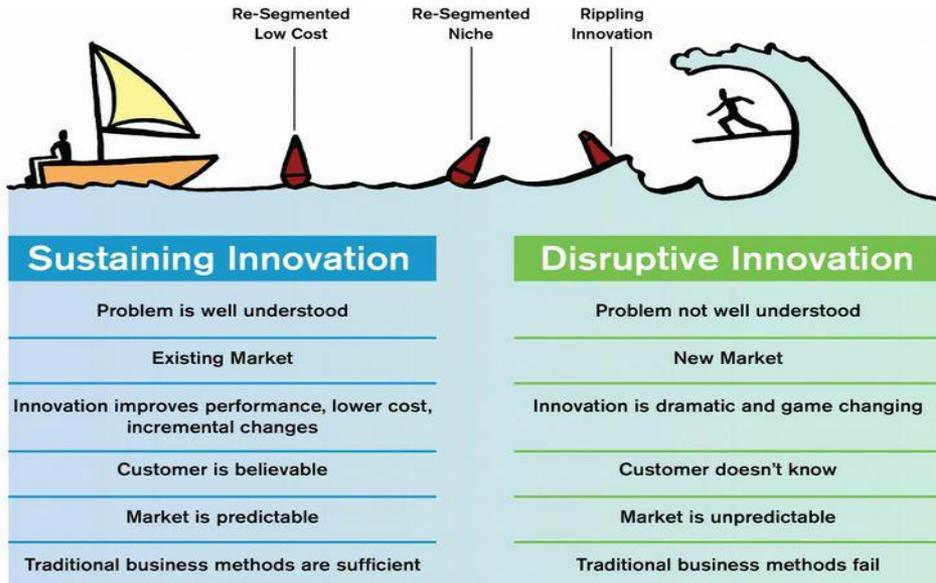 Re-Segmented
Low Cost
Re-Segmented
Niche
Rippling
Innovation
Sustaining Innovation
Problem is well understood
Existing Market
Innovation improves performance, lower cost,
incremental changes
Customer is believable
Market is predictable
Traditional business methods are sufficient
Disruptive Innovation
Problem not well understood
New Market
Innovation is dramatic and game changing
Customer doesn't know
Market is unpredictable
Traditional business methods fail